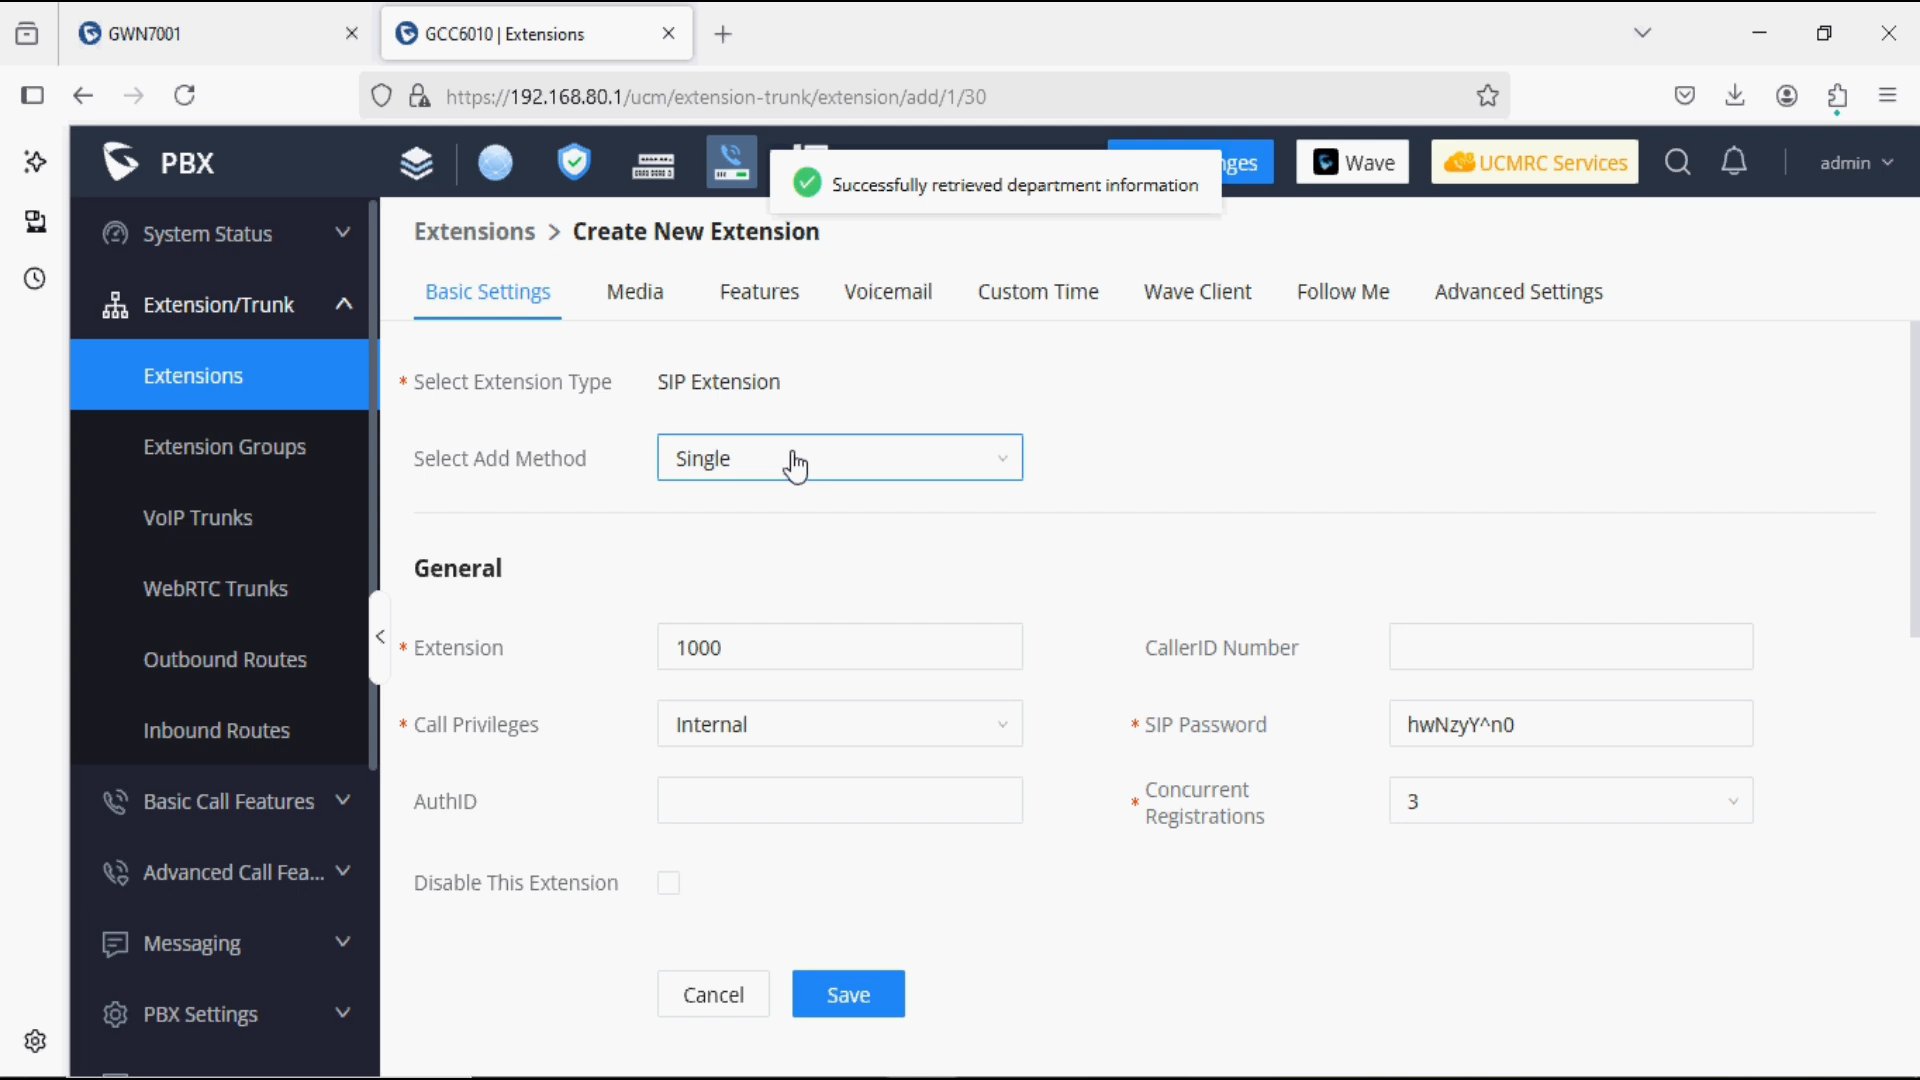 GWN7001
GCC6010 | Extensions
https://192.168.80.1/ucm/extension-trunk/extension/add/1/30
PBX
Successfully retrieved department information
nges
Wave
UCMRC Services
admin
System Status
Extension/Trunk
Extensions
Extension Groups
VoIP Trunks
WebRTC Trunks
Outbound Routes
Inbound Routes
Basic Call Features
Advanced Call Fea...
Messaging
PBX Settings
Extensions > Create New Extension
Basic Settings Media Features Voicemail Custom Time Wave Client Follow Me Advanced Settings
* Select Extension Type SIP Extension
Select Add Method Single
General
* Extension 1000 CallerID Number
* Call Privileges Internal * SIP Password hwNzyY^n0
AuthID * Concurrent
Registrations 3
Disable This Extension
Cancel Save